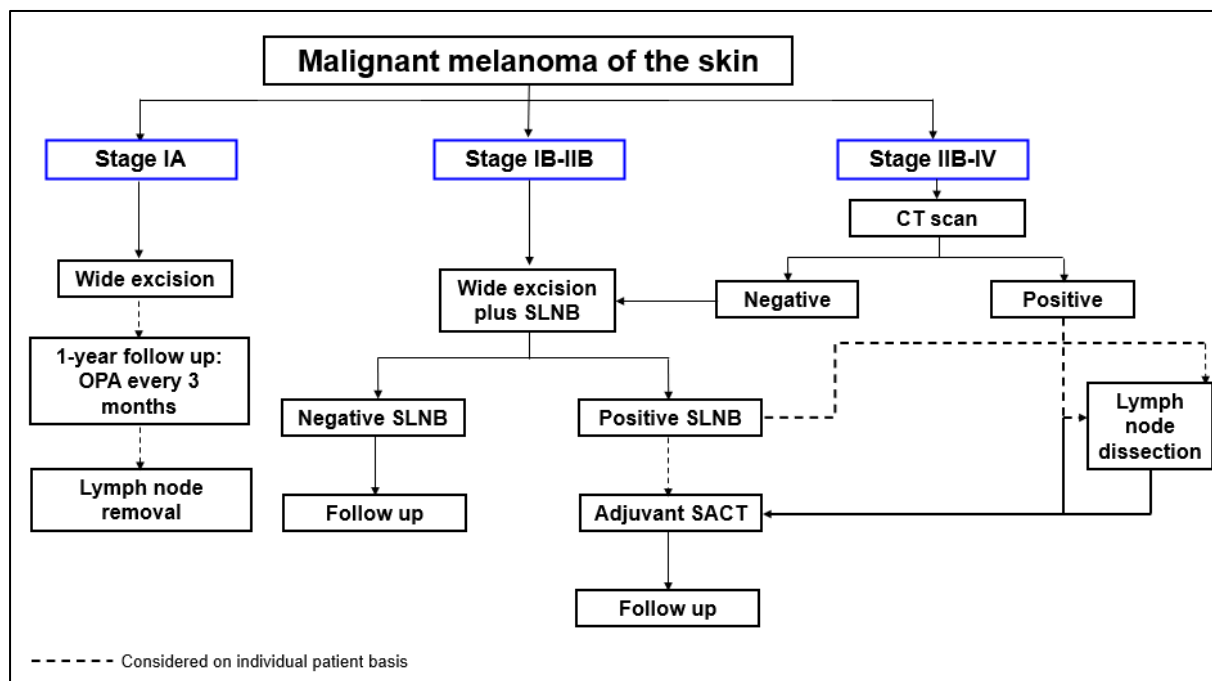 Malignant melanoma of the skin
Stage IA
Stage IB-IIB
Stage IIB-IV
CT scan
Wide excision
Wide excision
plus SLNB
Negative
Positive
1-year follow up:
OPA every 3
months
Negative SLNB
Positive SLNB
Lymph
node
dissection
Lymph node
removal
Follow up
Adjuvant SACT
Follow up
Considered on individual patient basis